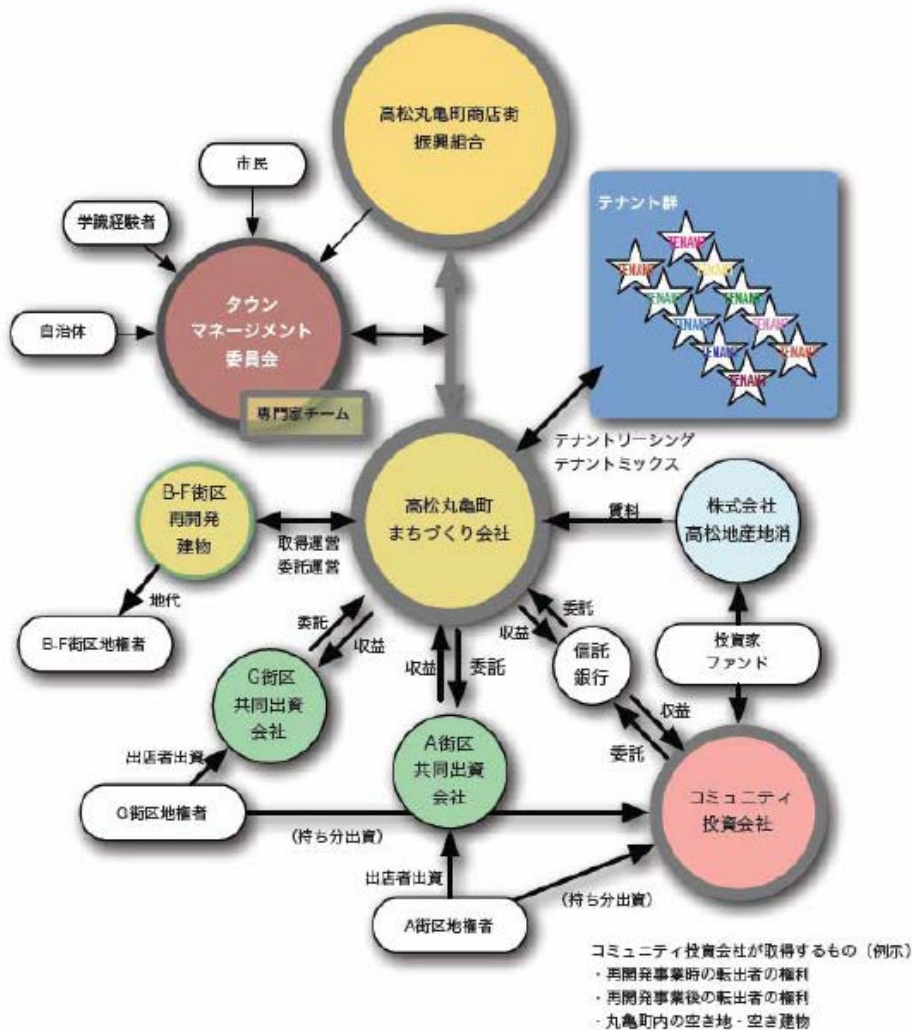 高松丸亀町商店街
振興組合
市民
学識経験者
自治体
タウン
マネージメント
委員会
専門家チーム
テナント群
TENANT
TENANT
TENANT
TENANT
TENANT
TENANT
TENANT
TENANT
TENANT
TENANT
テナントリーシング
テナントミックス
高松丸亀町
まちづくり会社
B-F街区
再開発
建物
取得運営
委託運営
地代
B-F街区地権者
賃料
株式会社
高松地産地消
投資家
ファンド
委託
収益
G街区
共同出資
会社
出店者出資
G街区地権者
収益
委託
A街区
共同出資
会社
委託
収益
信託
銀行
収益
委託
コミュニティ
投資会社
(持ち分出資)
出店者出資
A街区地権者
(持ち分出資)
コミュニティ投資会社が取得するもの(例示)
・再開発事業時の転出者の権利
・再開発事業後の転出者の権利
・丸亀町内の空き地・空き建物